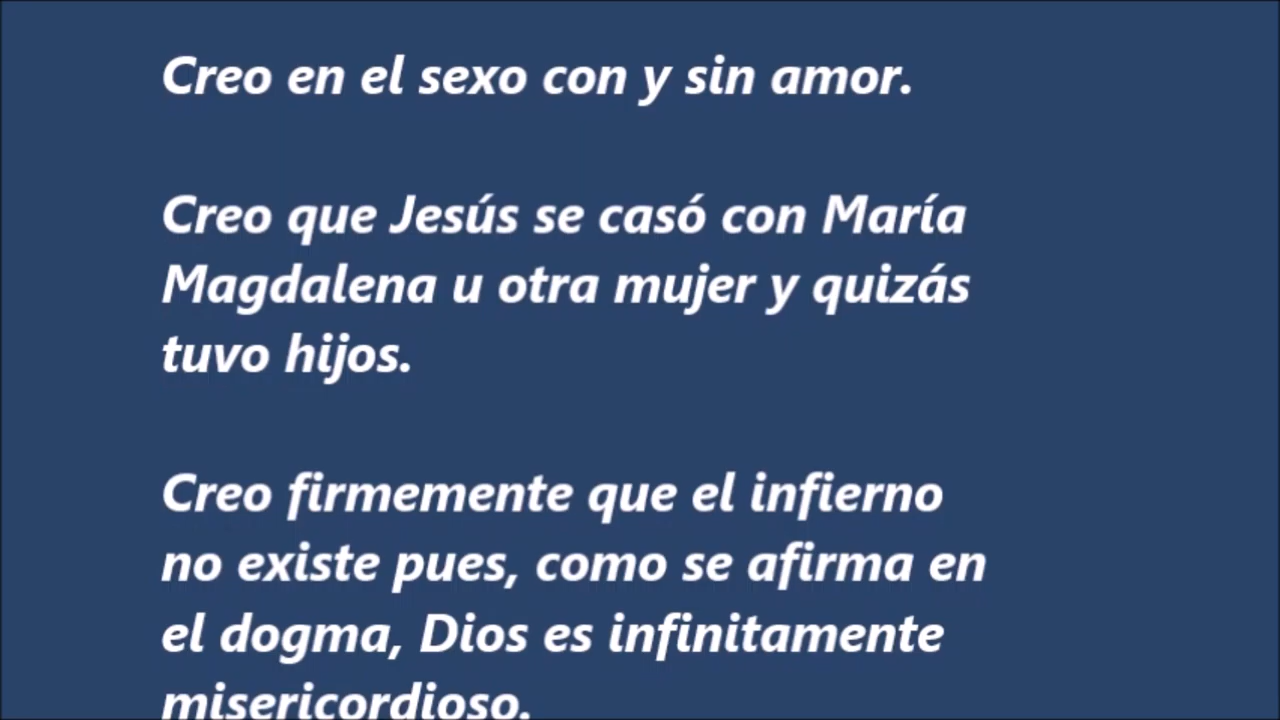 Creo en el sexo con y sin amor.
Creo que Jesús se casó con María
Magdalena u otra mujer y quizás
tuvo hijos.
Creo firmemente que el infierno
no existe pues, como se afirma en
el dogma, Dios es infinitamente
misericordioso.